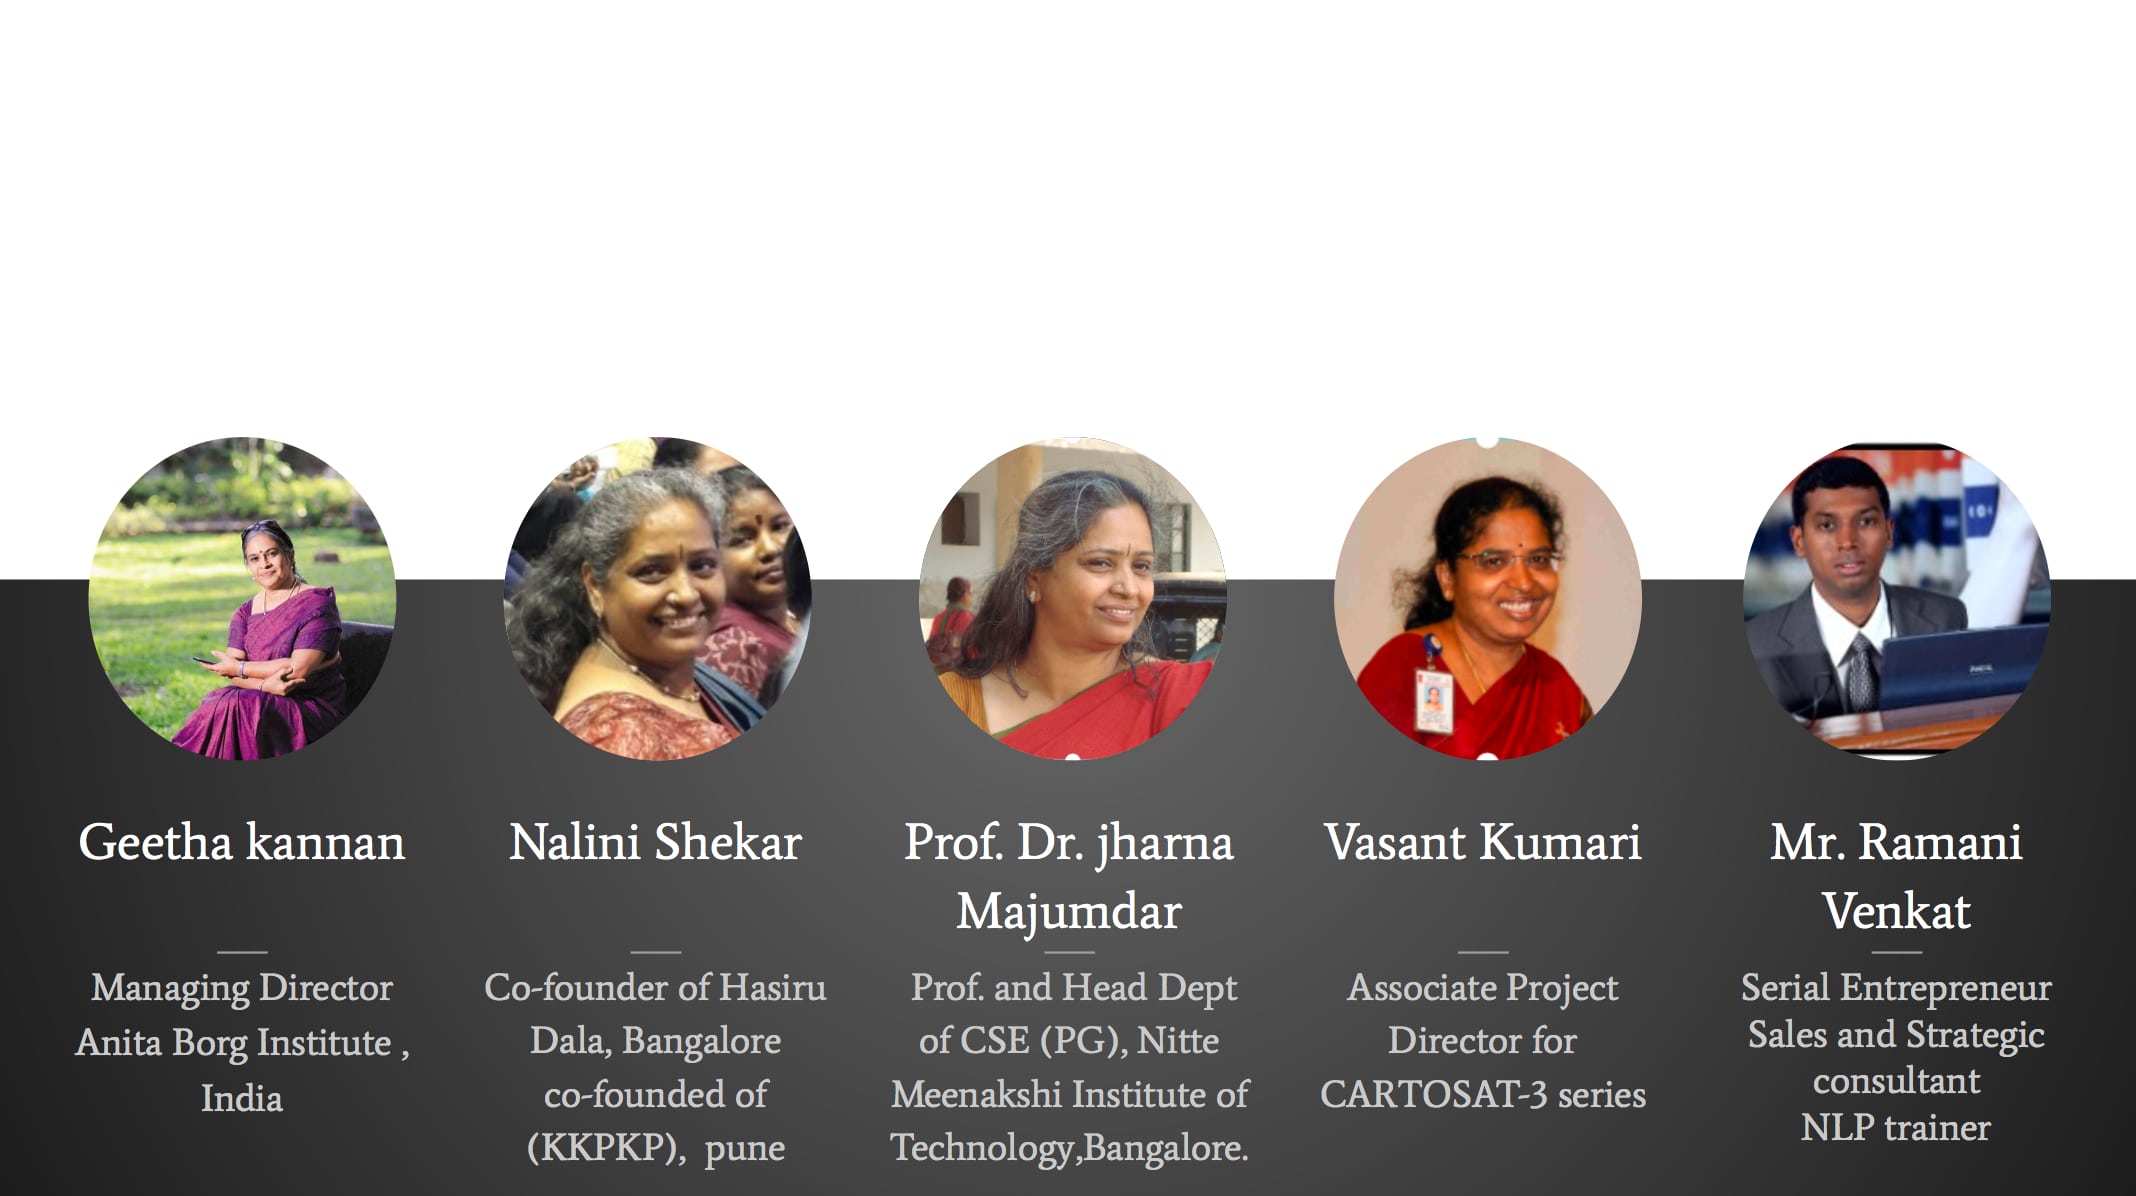 Geetha kannan
Managing Director
Anita Borg Institute ,
India
Nalini Shekar
Co-founder of Hasiru
Dala, Bangalore
co-founded of
(KKPKP), pune
Prof. Dr. jharna
Majumdar
Prof. and Head Dept
of CSE (PG), Nitte
Meenakshi Institute of
Technology,Bangalore.
Vasant Kumari
Associate Project
Director for
CARTOSAT-3 series
Mr. Ramani
Venkat
Serial Entrepreneur
Sales and Strategic
consultant
NLP trainer